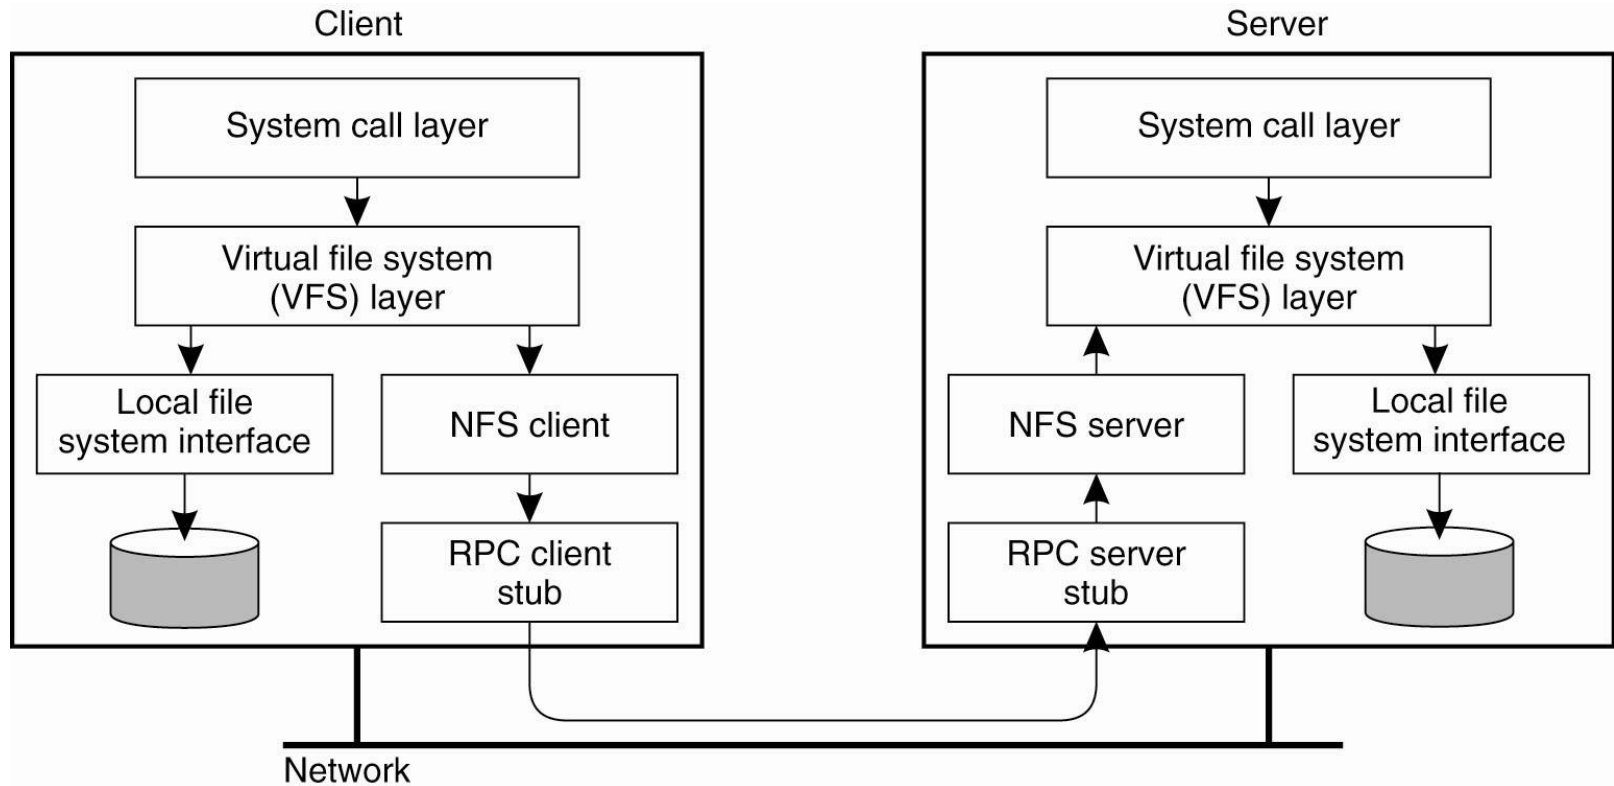 Client
Server
System call layer
System call layer
Virtual file system
(VFS) layer
Virtual file system
(VFS) layer
Local file
system interface
NFS client
NFS server
Local file
system interface
RPC client
stub
RPC server
stub
Network